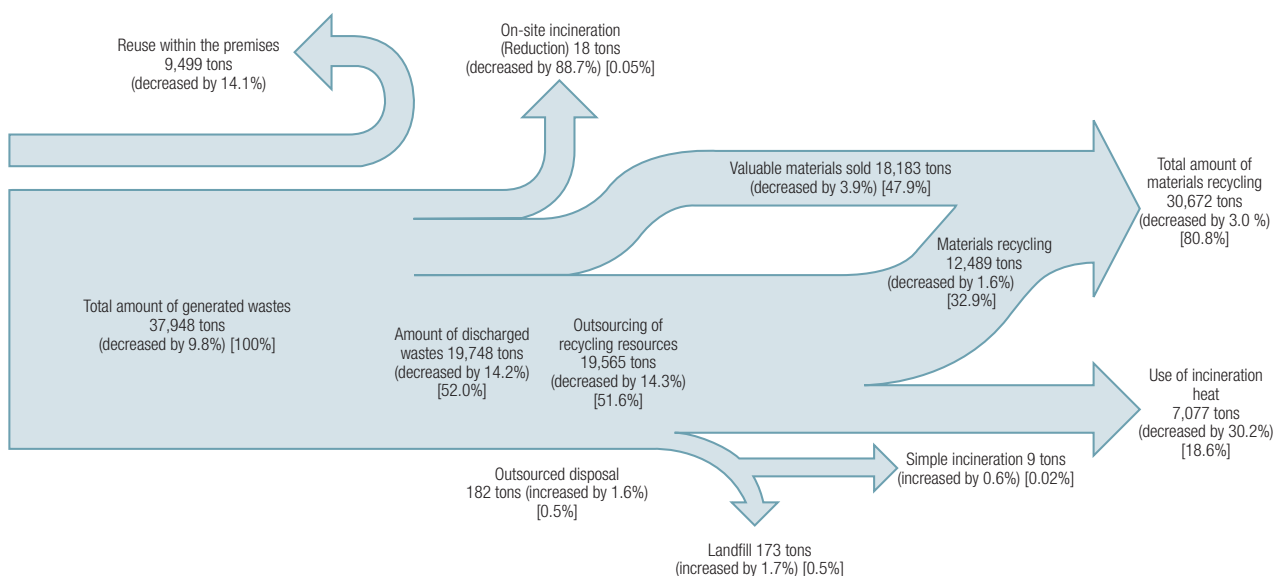 Reuse within the premises
9,499 tons
(decreased by 14.1%)
On-site incineration
(Reduction) 18 tons
(decreased by 88.7%) [0.05%]
Valuable materials sold 18,183 tons
(decreased by 3.9%) [47.9%]
Total amount of
materials recycling
30,672 tons
(decreased by 3.0 %)
[80.8%]
Materials recycling
12,489 tons
(decreased by 1.6%)
[32.9%]
Total amount of generated wastes
37,948 tons
(decreased by 9.8%) [100%]
Amount of discharged
wastes 19,748 tons
(decreased by 14.2%)
[52.0%]
Outsourcing of
recycling resources
19,565 tons
(decreased by 14.3%)
[51.6%]
Use of incineration
heat
7,077 tons
(decreased by 30.2%)
[18.6%]
Outsourced disposal
182 tons (increased by 1.6%)
[0.5%]
Simple incineration 9 tons
(increased by 0.6%) [0.02%]
Landfill 173 tons
(increased by 1.7%) [0.5%]